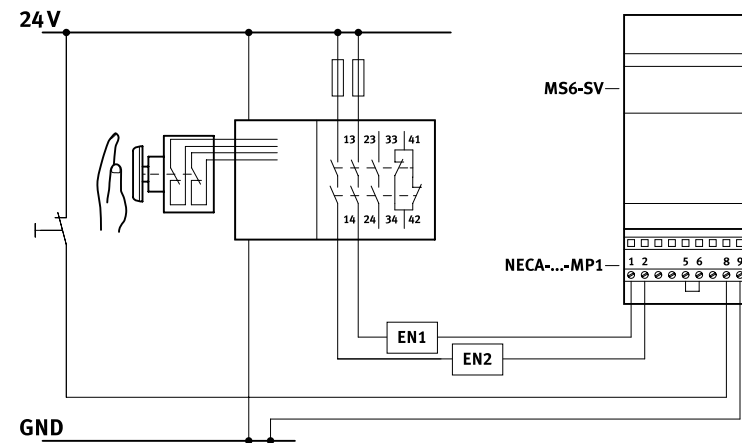 24 V
MS6-SV
13 23 33 41
14 24 34 42
NECA-...-MP1
1 2 5 6 8 9
EN1
EN2
GND